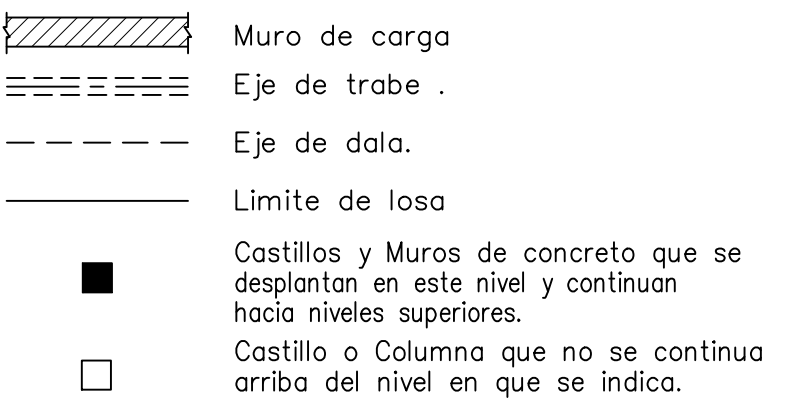 Muro de carga
Eje de trabe .
Eje de dala.
Limite de losa
Castillos y Muros de concreto que se
desplantan en este nivel y continuan
hacia niveles superiores.
Castillo o Columna que no se continua
arriba del nivel en que se indica.